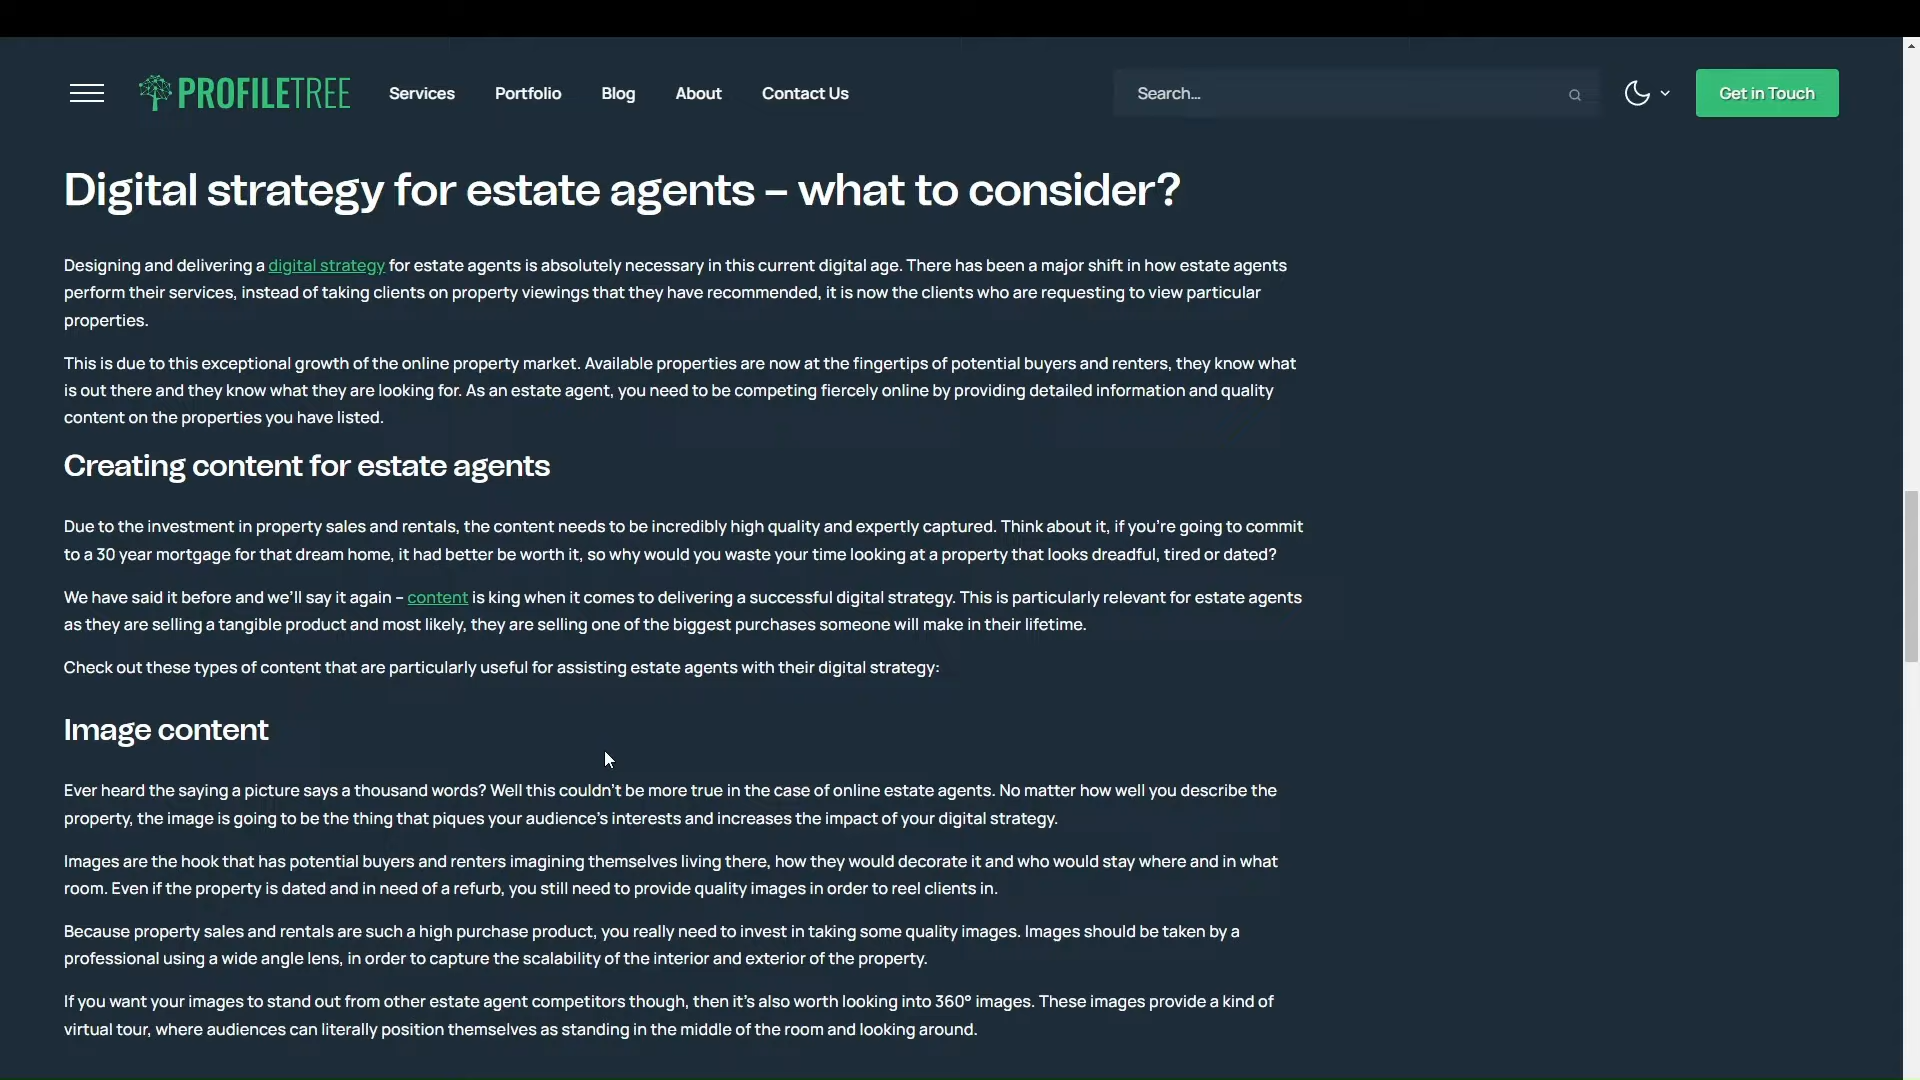 PROFILETREE
Services
Portfolio
Blog
About
Contact Us
Search...
Get in Touch
Digital strategy for estate agents – what to consider?
Designing and delivering a digital strategy for estate agents is absolutely necessary in this current digital age. There has been a major shift in how estate agents
perform their services, instead of taking clients on property viewings that they have recommended, it is now the clients who are requesting to view particular
properties.
This is due to this exceptional growth of the online property market. Available properties are now at the fingertips of potential buyers and renters, they know what
is out there and they know what they are looking for. As an estate agent, you need to be competing fiercely online by providing detailed information and quality
content on the properties you have listed.
Creating content for estate agents
Due to the investment in property sales and rentals, the content needs to be incredibly high quality and expertly captured. Think about it, if you're going to commit
to a 30 year mortgage for that dream home, it had better be worth it, so why would you waste your time looking at a property that looks dreadful, tired or dated?
We have said it before and we'll say it again – content is king when it comes to delivering a successful digital strategy. This is particularly relevant for estate agents
as they are selling a tangible product and most likely, they are selling one of the biggest purchases someone will make in their lifetime.
Check out these types of content that are particularly useful for assisting estate agents with their digital strategy:
Image content
Ever heard the saying a picture says a thousand words? Well this couldn't be more true in the case of online estate agents. No matter how well you describe the
property, the image is going to be the thing that piques your audience's interests and increases the impact of your digital strategy.
Images are the hook that has potential buyers and renters imagining themselves living there, how they would decorate it and who would stay where and in what
room. Even if the property is dated and in need of a refurb, you still need to provide quality images in order to reel clients in.
Because property sales and rentals are such a high purchase product, you really need to invest in taking some quality images. Images should be taken by a
professional using a wide angle lens, in order to capture the scalability of the interior and exterior of the property.
If you want your images to stand out from other estate agent competitors though, then it's also worth looking into 360° images. These images provide a kind of
virtual tour, where audiences can literally position themselves as standing in the middle of the room and looking around.